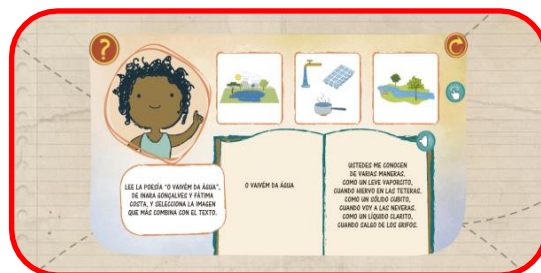 ?
LEE LA POESÍA "O VAIVÉM DA ÁGUA",
DE INARA GONÇALVES Y FÁTIMA
COSTA, Y SELECCIONA LA IMAGEN
QUE MÁS COMBINA CON EL TEXTO.
O VAIVÉM DA ÁGUA
USTEDES ME CONOCEN
DE VARIAS MANERAS.
COMO UN LEVE VAPORCITO,
CUANDO HIERVO EN LAS TETERAS.
COMO UN SÓLIDO CUBITO,
CUANDO VOY A LAS NEVERAS.
COMO UN LÍQUIDO CLARITO,
CUANDO SALGO DE LOS GRIFOS.